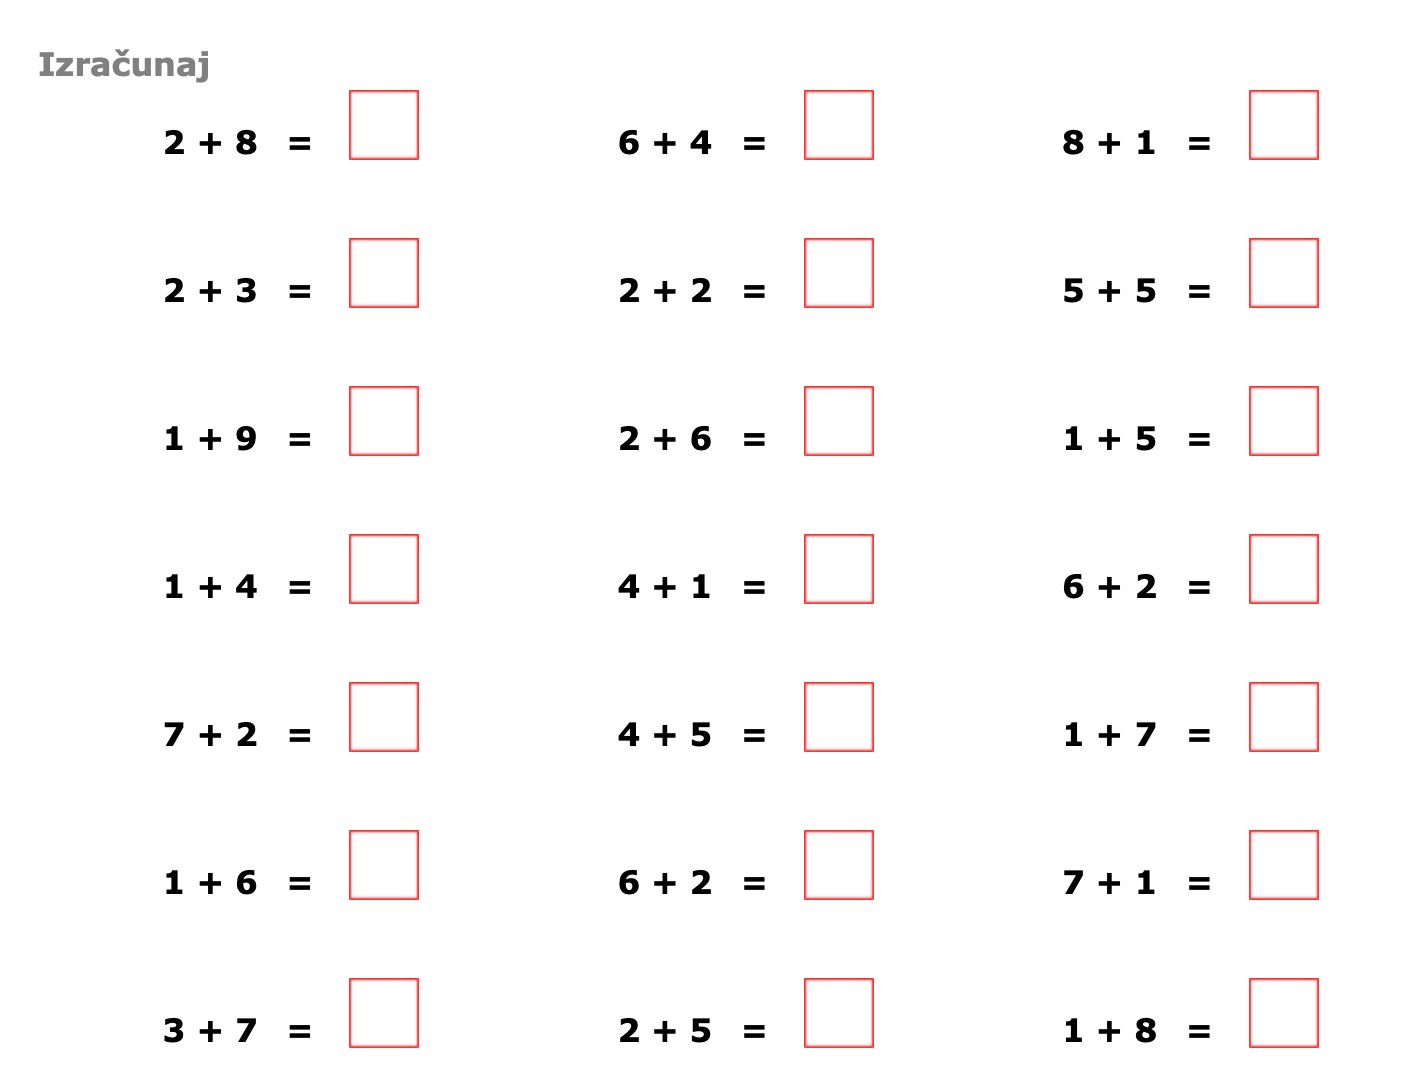 Izračunaj
2 + 8 = 6 + 4 = 8 + 1 =
2 + 3 = 2 + 2 = 5 + 5 =
1 + 9 = 2 + 6 = 1 + 5 =
1 + 4 = 4 + 1 = 6 + 2 =
7 + 2 = 4 + 5 = 1 + 7 =
1 + 6 = 6 + 2 = 7 + 1 =
3 + 7 = 2 + 5 = 1 + 8 =